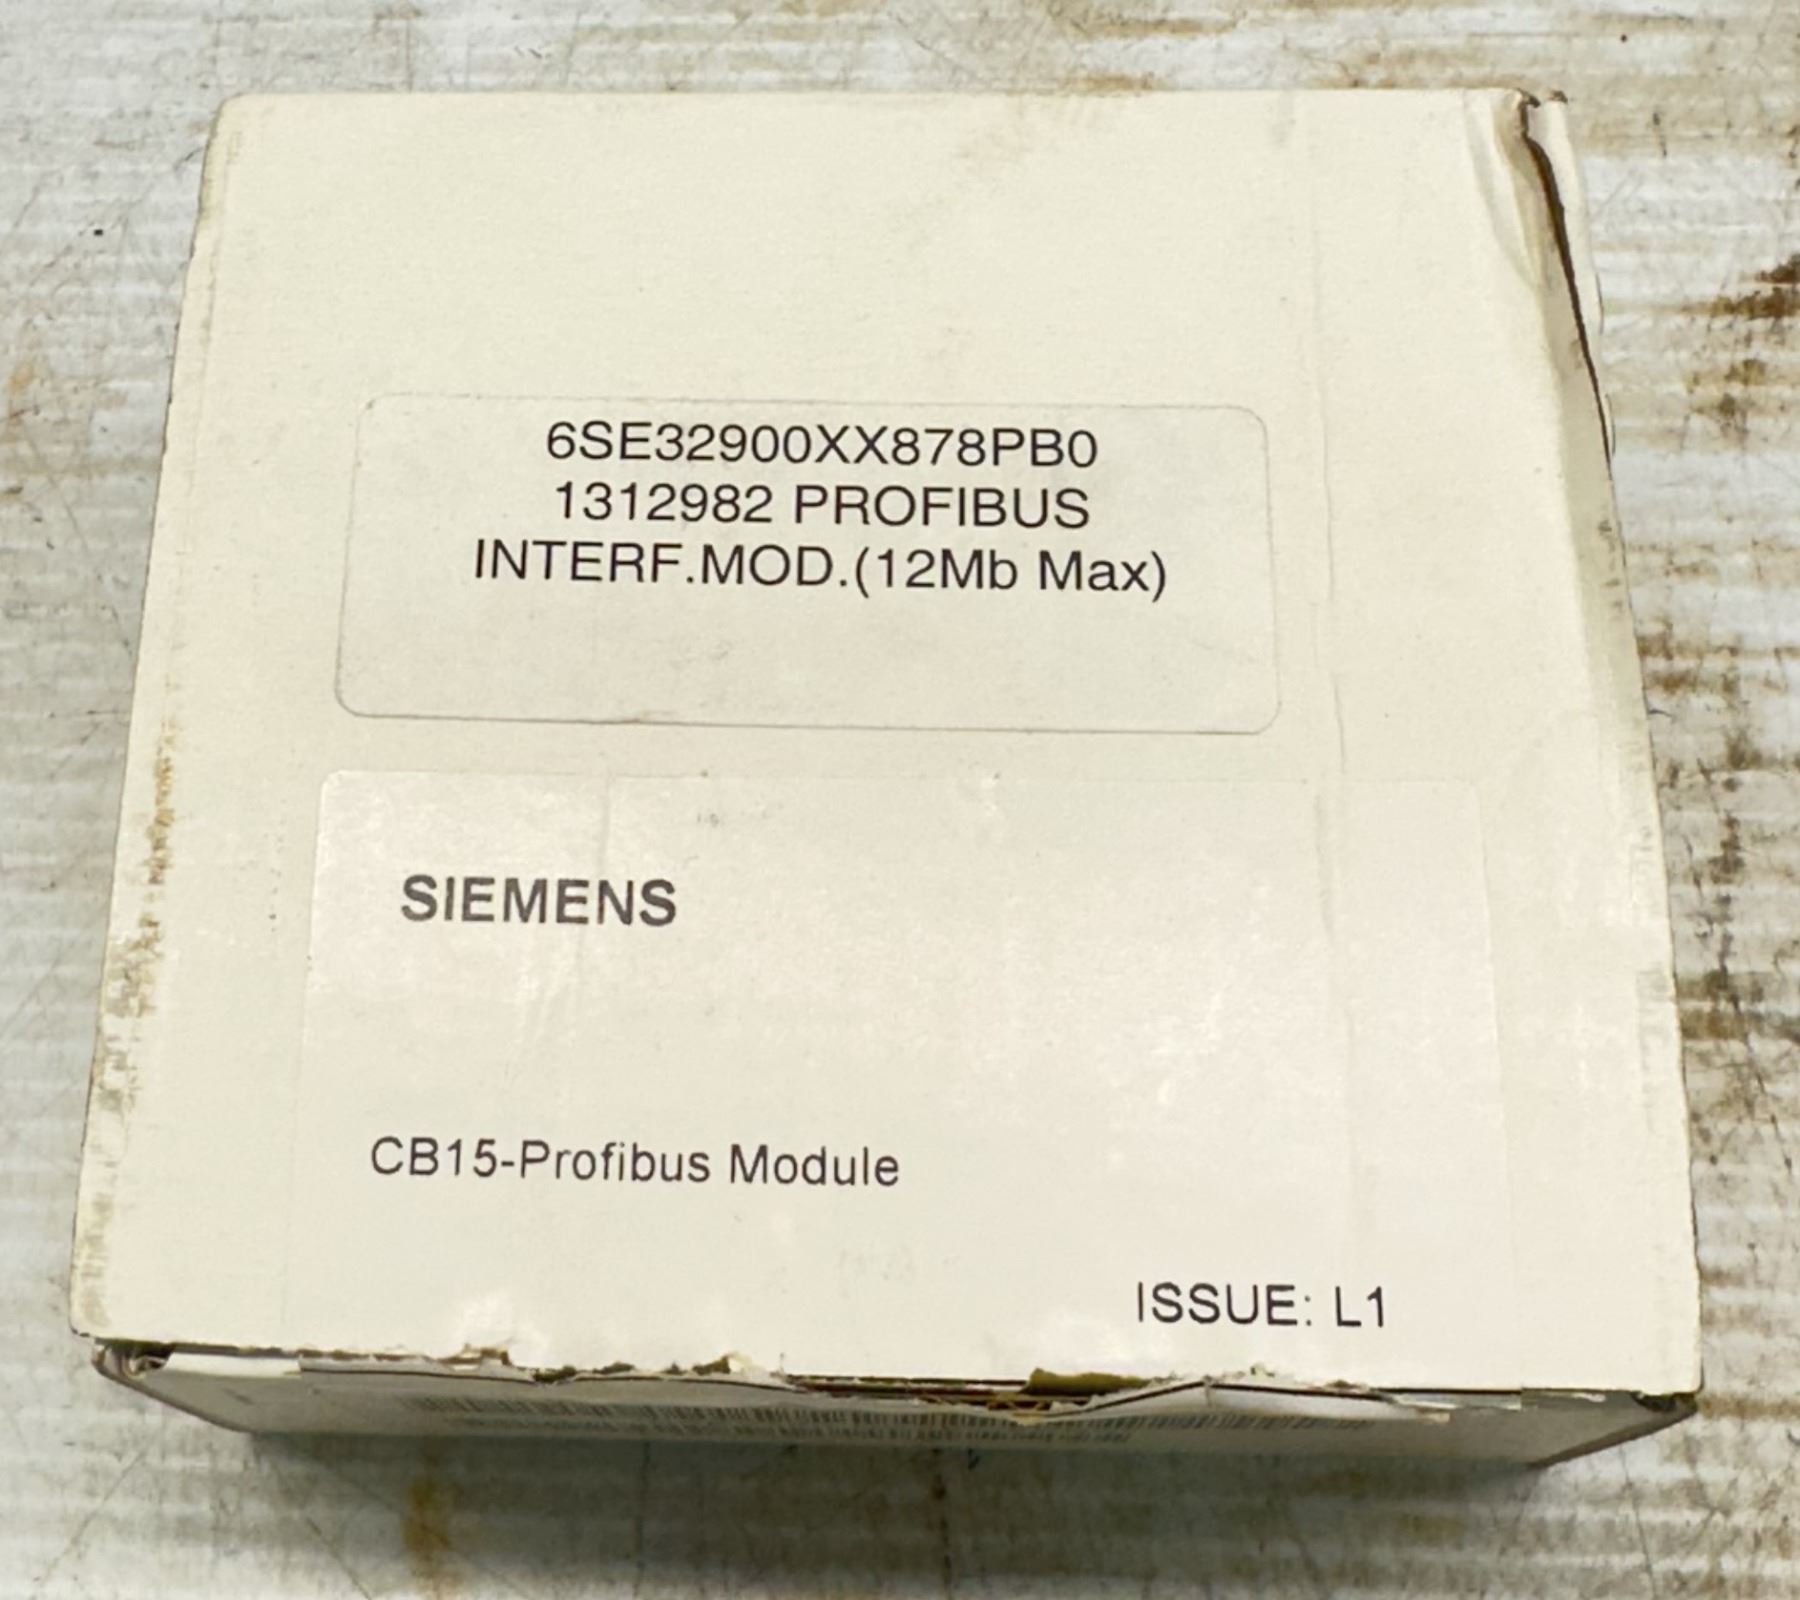 6SE32900XX878PB0
1312982 PROFIBUS
INTERF.MOD.(12Mb Max)
SIEMENS
CB15-Profibus Module
ISSUE: L1